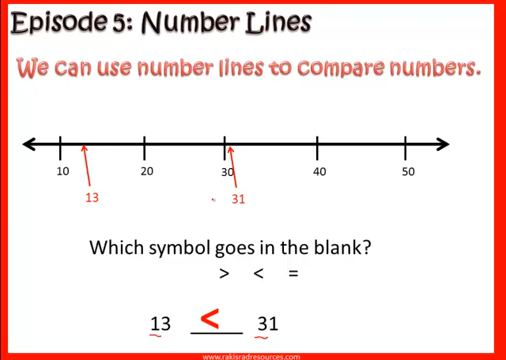 Episode 5: Number Lines
We can use number lines to compare numbers.
10 20 30 40 50
13 31
Which symbol goes in the blank?
> < =
13 < 31
www.rakisradresources.com